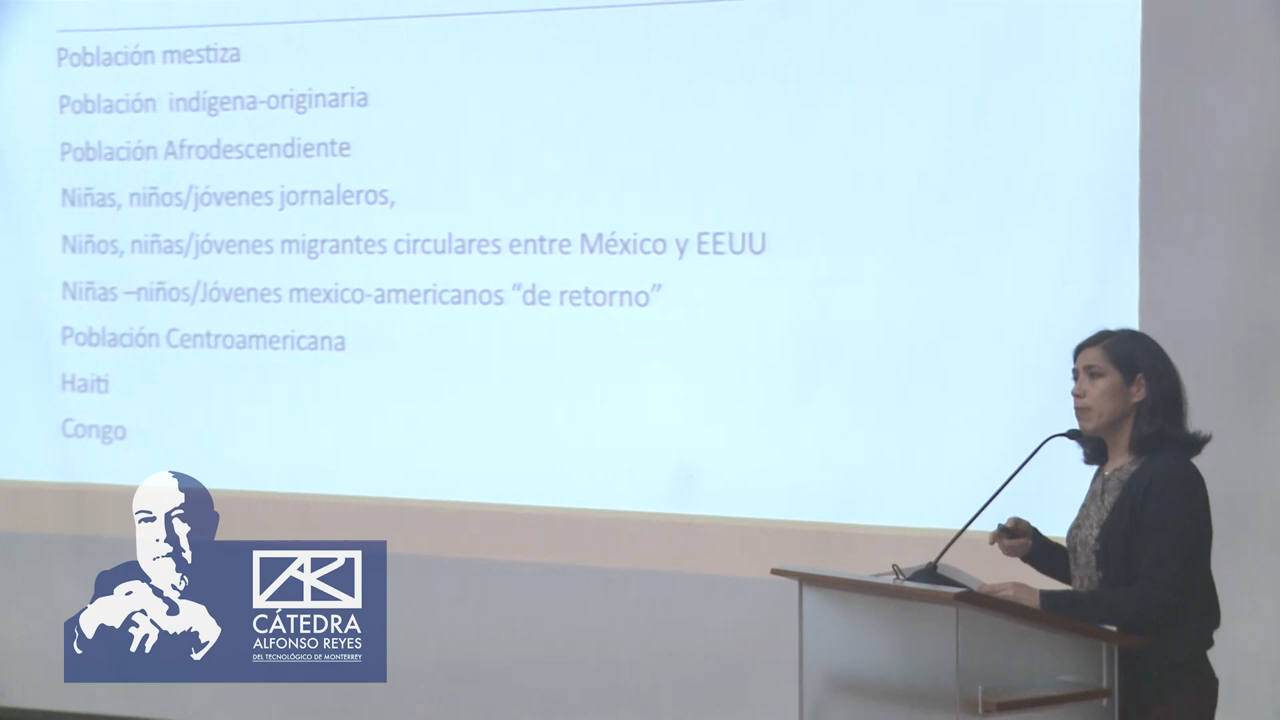 Población mestiza
Población indígena-originaria
Población Afrodescendiente
Niñas, niños/jóvenes jornaleros,
Niños, niñas/jóvenes migrantes circulares entre México y EEUU
Niñas –niños/Jóvenes mexico-americanos “de retorno”
Población Centroamericana
Haiti
Congo
AR
CÁTEDRA
ALFONSO REYES
DEL TECNOLÓGICO DE MONTERREY